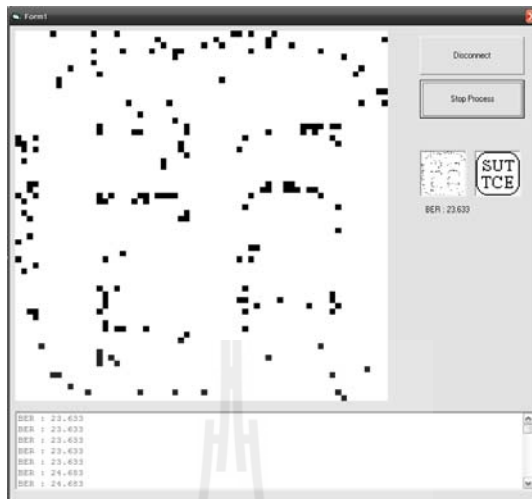 Form1
Disconnect
Stop Process
SUT
TCE
BER : 23.633
BER : 23.633
BER : 23.633
BER : 23.633
BER : 23.633
BER : 23.633
BER : 24.683
BER : 24.683